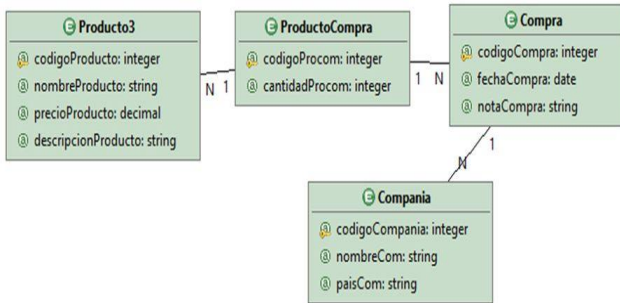 Producto3
codigoProducto: integer
nombreProducto: string
precioProducto: decimal
descripcionProducto: string
N 1
ProductoCompra
codigoProcom: integer
cantidadProcom: integer
1 N
Compra
codigoCompra: integer
fechaCompra: date
notaCompra: string
1
N
Compania
codigoCompania: integer
nombreCom: string
paisCom: string